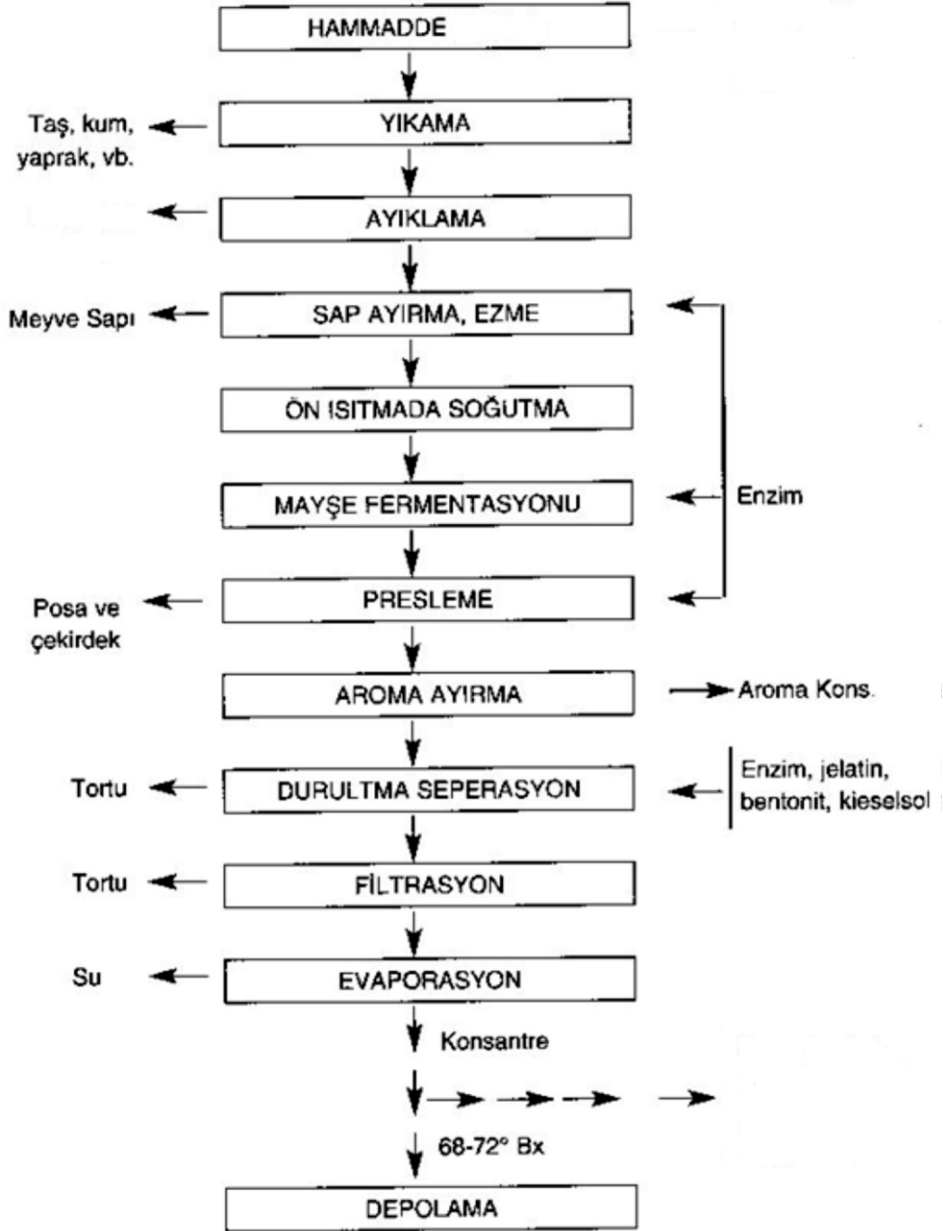 HAMMADDE
Taş, kum,
yaprak, vb.
YIKAMA
AYIKLAMA
Meyve Sapı
SAP AYIRMA, EZME
ÖN ISITMADA SOĞUTMA
MAYŞE FERMENTASYONU
Enzim
Posa ve
çekirdek
PRESLEME
AROMA AYIRMA
Aroma Kons.
Tortu
DURULTMA SEPERASYON
Enzim, jelatin,
bentonit, kieselsol
Tortu
FİLTRASYON
Su
EVAPORASYON
Konsantre
68-72° Bx
DEPOLAMA